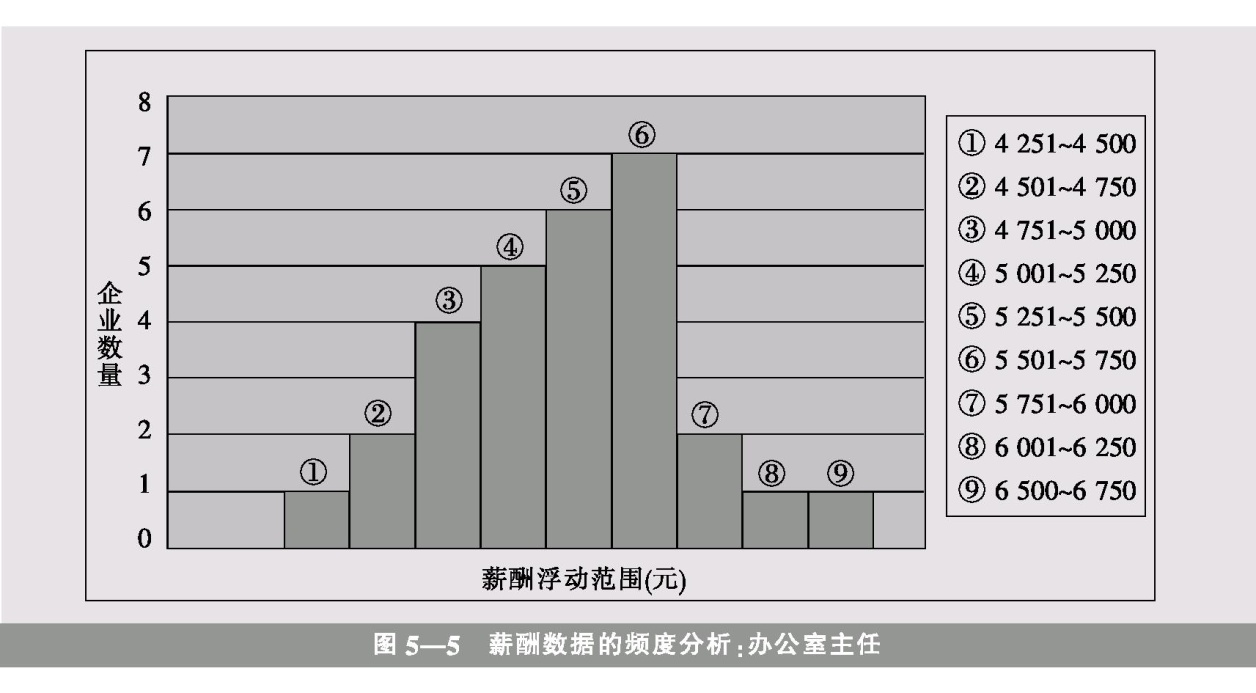 8
7
6
5
4
3
2
1
0
企业数量
①
②
③
④
⑤
⑥
⑦
⑧
⑨
薪酬浮动范围(元)
① 4 251~4 500
② 4 501~4 750
③ 4 751~5 000
④ 5 001~5 250
⑤ 5 251~5 500
⑥ 5 501~5 750
⑦ 5 751~6 000
⑧ 6 001~6 250
⑨ 6 500~6 750
图 5—5 薪酬数据的频度分析:办公室主任